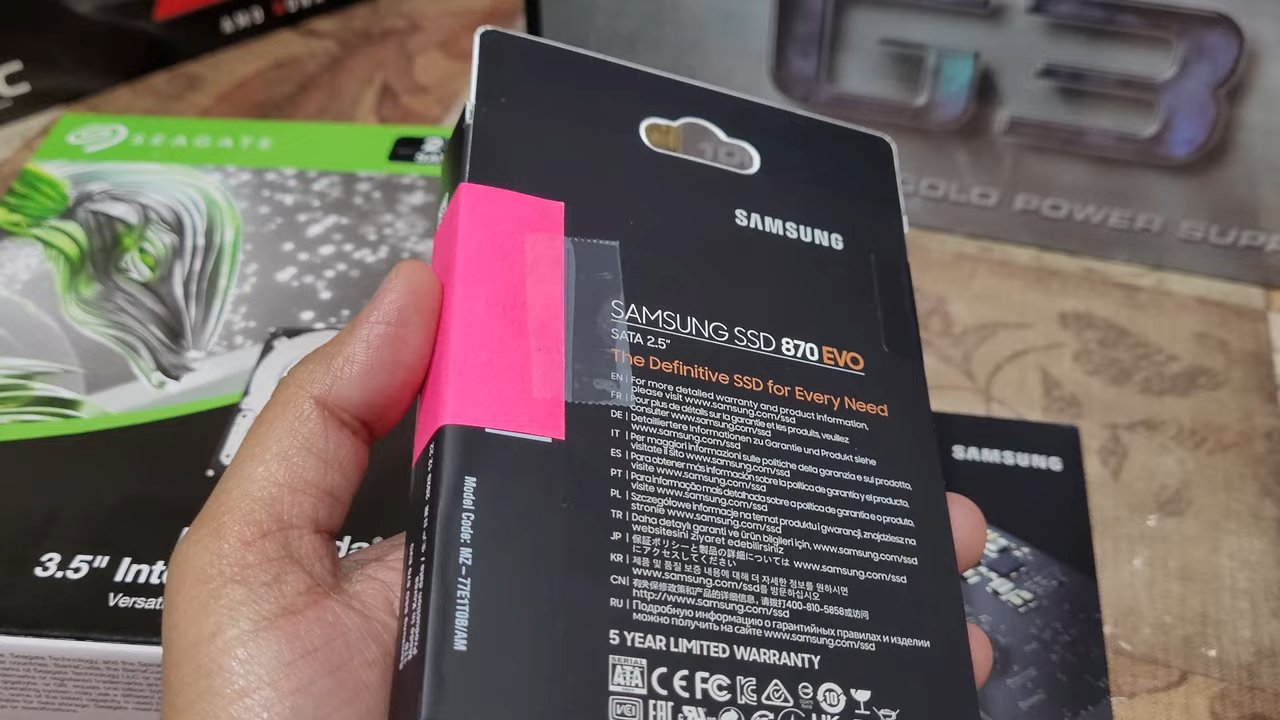 SEAGATE
G3
GOLD POWER SUPP
SAMSUNG
SAMSUNG SSD 870 EVO
SATA 2.5"
The Definitive SSD for Every Need
EN | For more detailed warranty and product information,
please visit www.samsung.com/ssd
FR | Pour plus de détails sur la garantie et les produits, veuillez
consulter www.samsung.com/ssd
DE | Detailliertere Informationen zu Garantie und Produkt siehe
www.samsung.com/ssd
IT | Per maggiori informazioni sulle politiche della garanzia e sul prodotto,
visitate il sito www.samsung.com/ssd
ES | Para obtener más información sobre la política de garantía y el producto,
visite www.samsung.com/ssd
PT | Para informação mais detalhada sobre a política de garantia e o produto,
visite www.samsung.com/ssd
PL | Szczegółowe informacje na temat produktu i gwarancji, znajdziesz na
stronie www.samsung.com/ssd
TR | Daha detaylı garanti ve ürün bilgileri için, www.samsung.com/ssd
websitesini ziyaret edebilirsiniz
JP | 保証ポリシーと製品の詳細については www.samsung.com/ssd
にアクセスしてください
KR | 제품 및 품질 보증 내용에 대해 더 자세한 정보를 원하시면
www.samsung.com/ssd를 방문하십시오
CN | 有关保修政策和产品的详细信息, 请拨打400-810-5858或访问
http://www.samsung.com/ssd
RU | Подробную информацию о гарантийных правилах и изделии
можно получить на сайте www.samsung.com/ssd
5 YEAR LIMITED WARRANTY
SERIAL
ATA
CE FC
EAC
Model Code: MZ-77E1T0B/AM
SAMSUNG
3.5" Inte
Versat